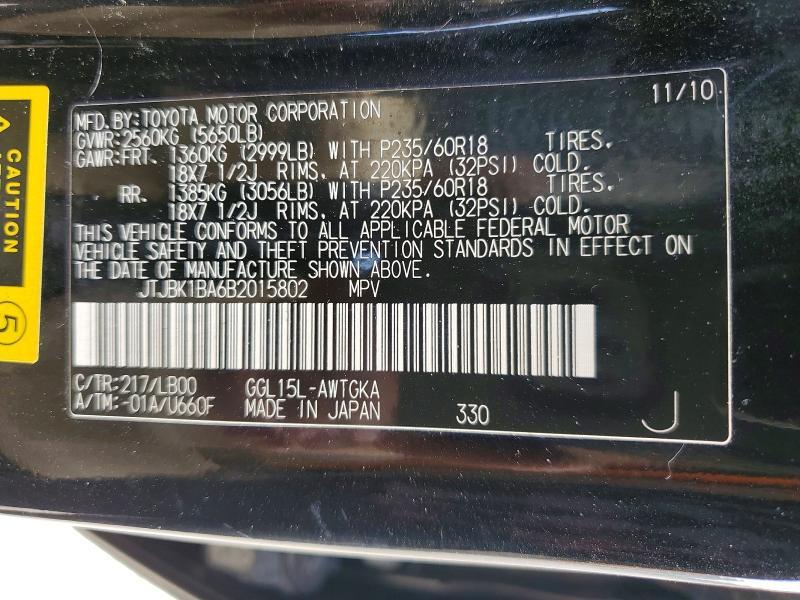 11/10
MFD. BY: TOYOTA MOTOR CORPORATION
GVWR: 2560KG (5650LB)
GAWR: FRT. 1360KG (2999LB) WITH P235/60R18 TIRES.
18X7 1/2J RIMS. AT 220KPA (32PSI) COLD.
RR. 1385KG (3056LB) WITH P235/60R18 TIRES.
18X7 1/2J RIMS. AT 220KPA (32PSI) COLD.
THIS VEHICLE CONFORMS TO ALL APPLICABLE FEDERAL MOTOR
VEHICLE SAFETY AND THEFT PREVENTION STANDARDS IN EFFECT ON
THE DATE OF MANUFACTURE SHOWN ABOVE.
JTJBK1BA6B2015802 MPV
C/TR: 217/LB00 GGL15L-AWTGKA
A/TM: -01A/U660F MADE IN JAPAN 330 J
CAUTION
5